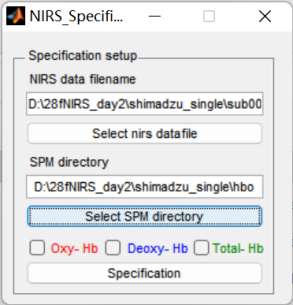 NIRS_Specifi...
Specification setup
NIRS data filename
D:\28fNIRS_day2\shimadzu_single\sub00
Select nirs datafile
SPM directory
D:\28fNIRS_day2\shimadzu_single\hbo
Select SPM directory
Oxy- Hb Deoxy- Hb Total- Hb
Specification